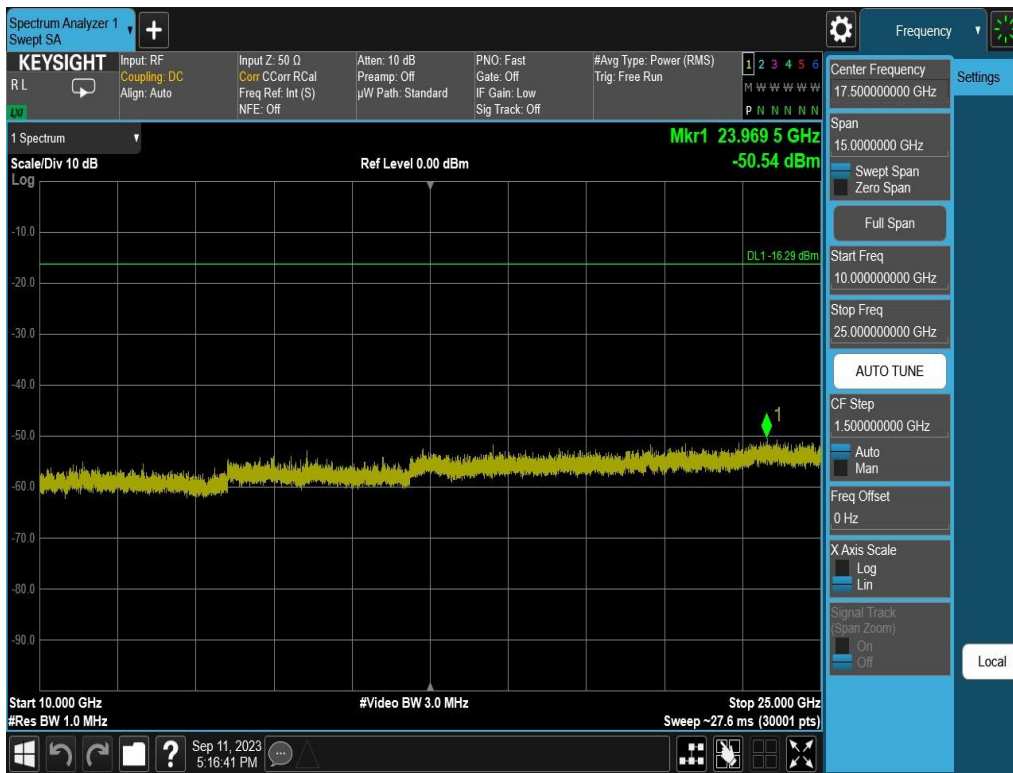 Spectrum Analyzer 1
Swept SA
Frequency
KEYSIGHT
R L
LXI
Input: RF
Coupling: DC
Align: Auto
Input Z: 50 Ω
Corr CCorr RCal
Freq Ref: Int (S)
NFE: Off
Atten: 10 dB
Preamp: Off
µW Path: Standard
PNO: Fast
Gate: Off
IF Gain: Low
Sig Track: Off
#Avg Type: Power (RMS)
Trig: Free Run
1 2 3 4 5 6
M W W W W W
P N N N N N
1 Spectrum
Scale/Div 10 dB
Log
Ref Level 0.00 dBm
Mkr1 23.969 5 GHz
-50.54 dBm
-10.0
DL1 -16.29 dBm
-20.0
-30.0
-40.0
1
-50.0
-60.0
-70.0
-80.0
-90.0
Start 10.000 GHz
#Res BW 1.0 MHz
#Video BW 3.0 MHz
Stop 25.000 GHz
Sweep ~27.6 ms (30001 pts)
Center Frequency
17.500000000 GHz
Settings
Span
15.0000000 GHz
Swept Span
Zero Span
Full Span
Start Freq
10.000000000 GHz
Stop Freq
25.000000000 GHz
AUTO TUNE
CF Step
1.500000000 GHz
Auto
Man
Freq Offset
0 Hz
X Axis Scale
Log
Lin
Signal Track
(Span Zoom)
On
Off
Local
?
Sep 11, 2023
5:16:41 PM